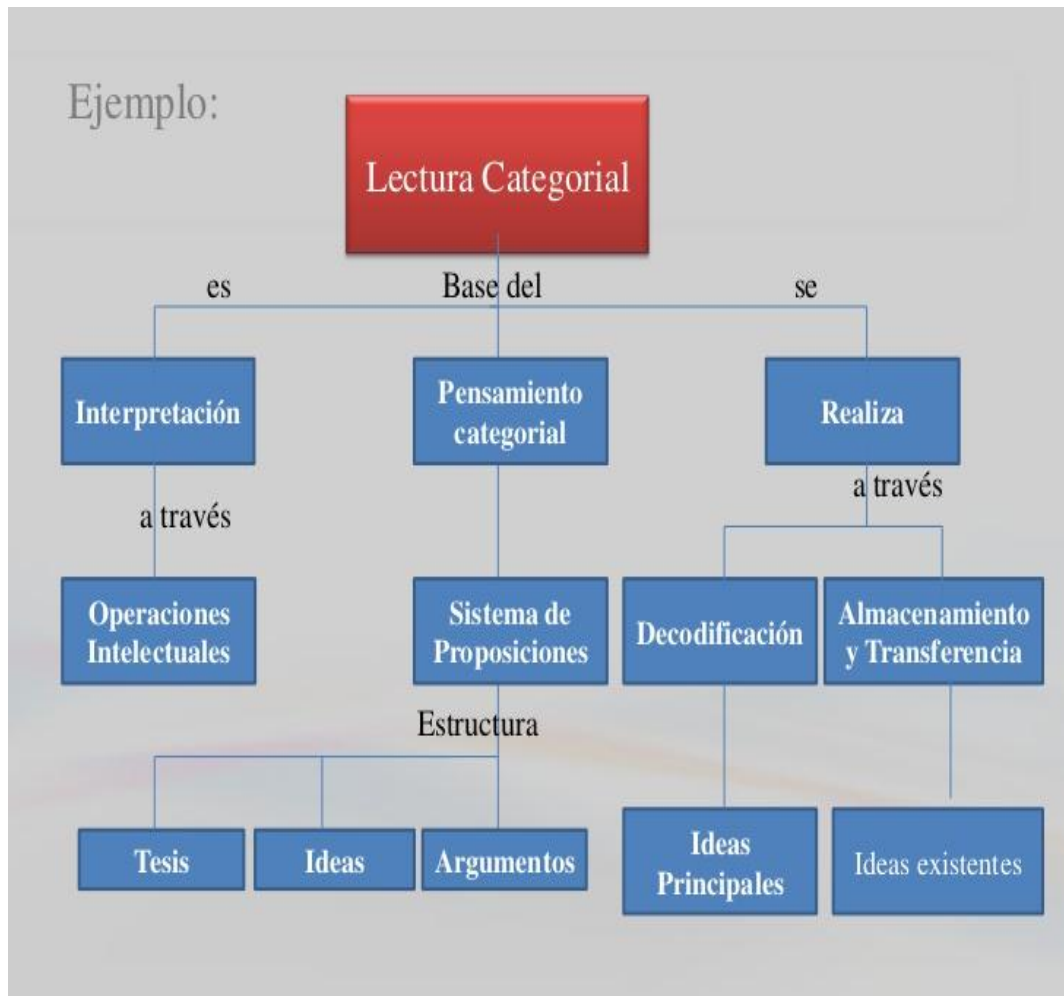 Ejemplo:
Lectura Categorial
es
Base del
se
Interpretación
Pensamiento
categorial
Realiza
a través
a través
Operaciones
Intelectuales
Sistema de
Proposiciones
Decodificación
Almacenamiento
y Transferencia
Estructura
Tesis
Ideas
Argumentos
Ideas
Principales
Ideas existentes